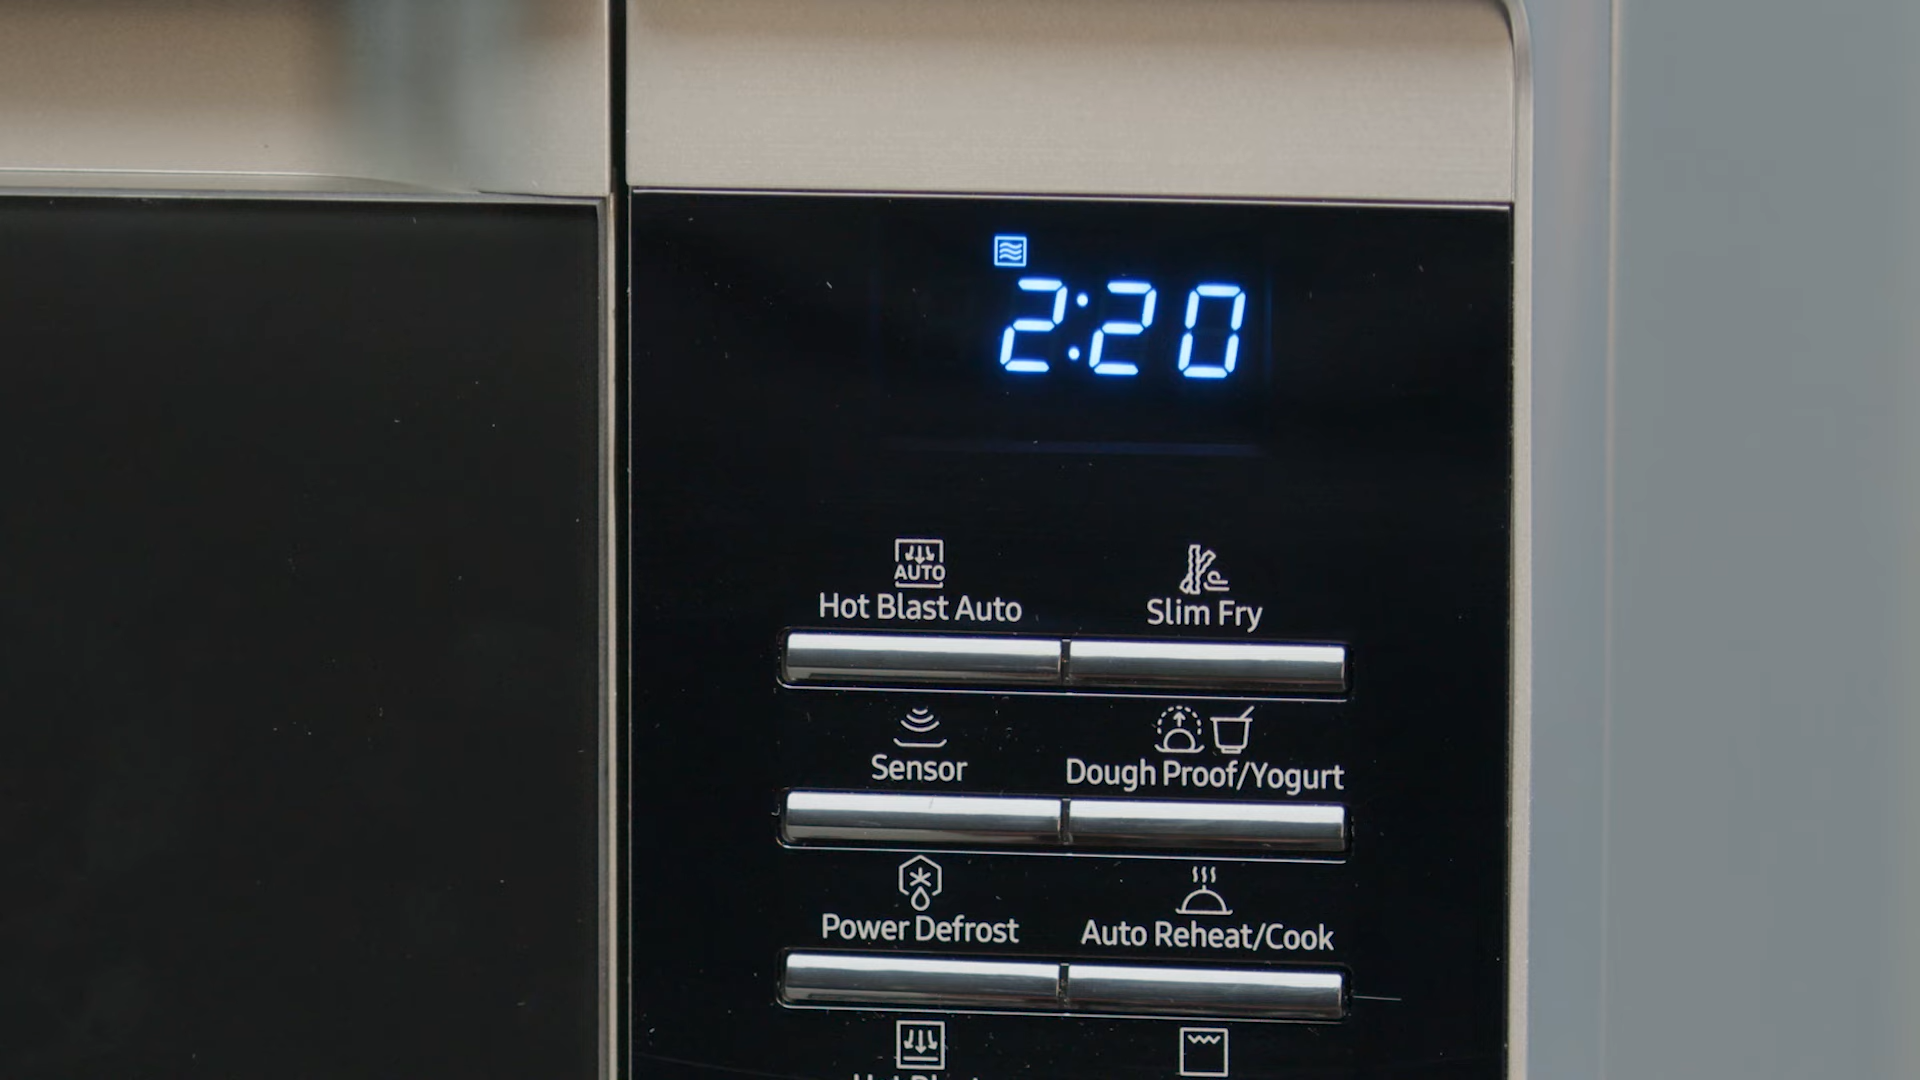 2:20
AUTO
Hot Blast Auto
Slim Fry
Sensor
Dough Proof/Yogurt
Power Defrost
Auto Reheat/Cook